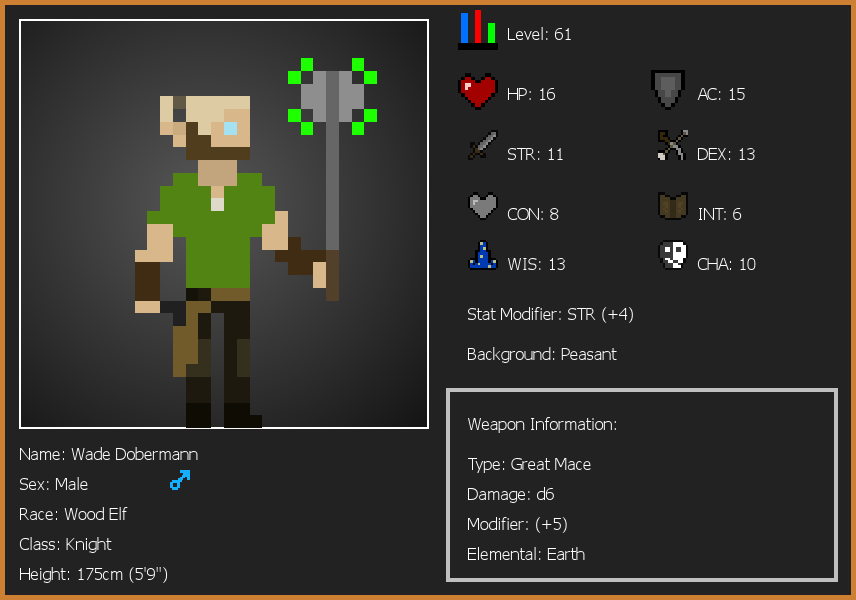 Level: 61
HP: 16
AC: 15
STR: 11
DEX: 13
CON: 8
INT: 6
WIS: 13
CHA: 10
Stat Modifier: STR (+4)
Background: Peasant
Weapon Information:
Type: Great Mace
Damage: d6
Modifier: (+5)
Elemental: Earth
Name: Wade Dobermann
Sex: Male
Race: Wood Elf
Class: Knight
Height: 175cm (5'9")